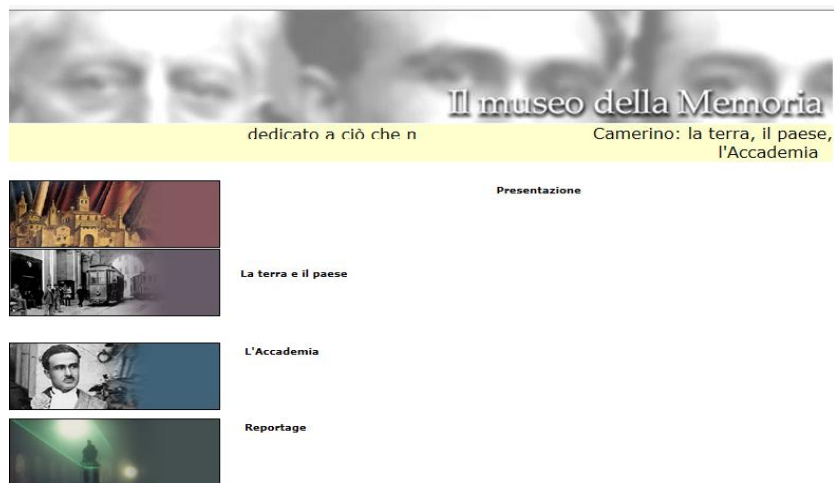 Il museo della Memoria
dedicato a ciò che n
Camerino: la terra, il paese,
l'Accademia
Presentazione
La terra e il paese
L'Accademia
Reportage